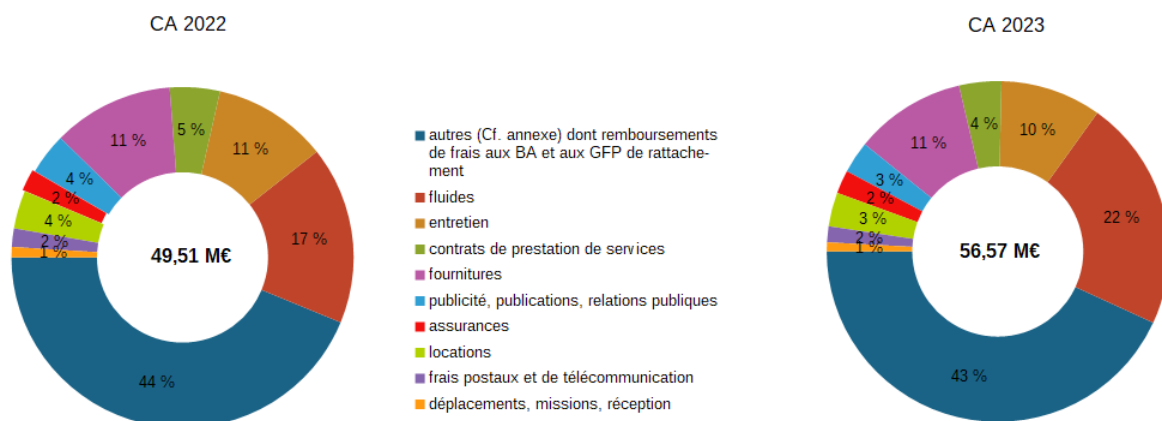 CA 2022
5 %
11 %
11 %
4 %
2 %
4 %
2 %
1 %
17 %
49,51 M€
44 %
autres (Cf. annexe) dont remboursements
de frais aux BA et aux GFP de rattache-
ment
fluides
entretien
contrats de prestation de services
fournitures
publicité, publications, relations publiques
assurances
locations
frais postaux et de télécommunication
déplacements, missions, réception
CA 2023
4 %
10 %
11 %
3 %
2 %
3 %
2 %
1 %
22 %
56,57 M€
43 %